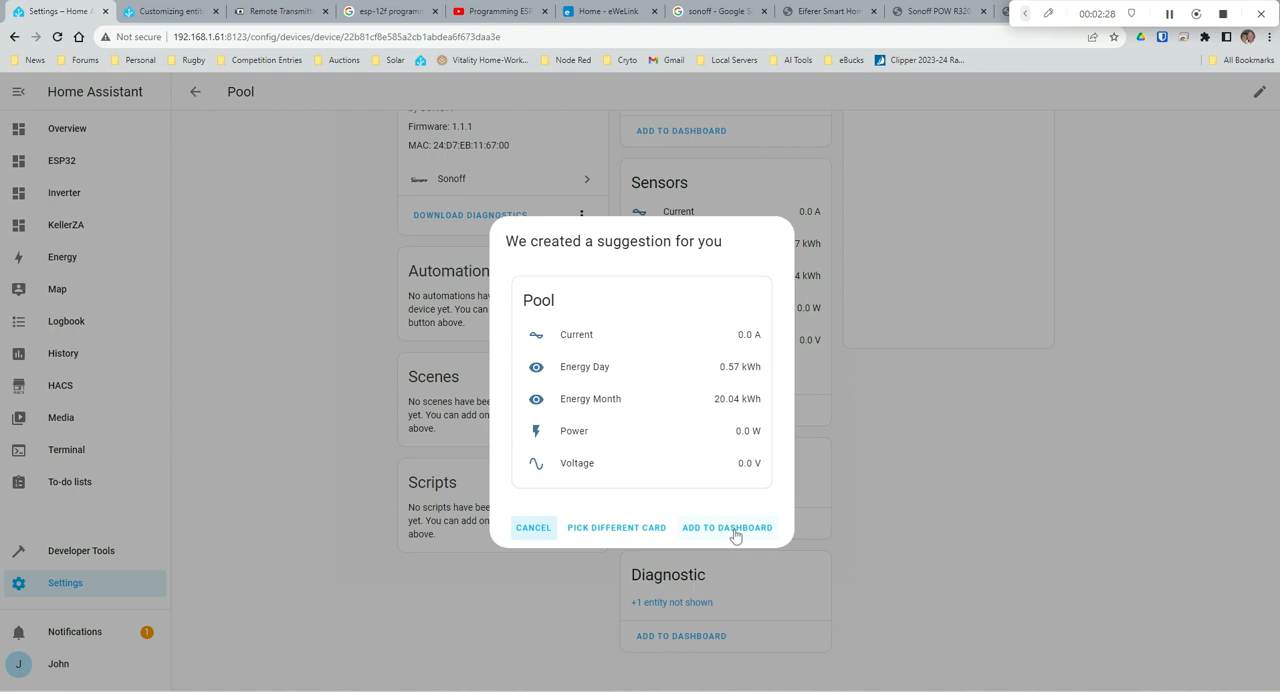 Settings – Home A
Customizing entiti
Remote Transmitti
esp-12f programm
Programming ESP
Home - eWeLink
sonoff - Google S
Eiferer Smart Hom
Sonoff POW R320
00:02:28
Not secure
192.168.1.61:8123/config/devices/device/22b81cf8e585a2cb1abdea6f673daa3e
News
Forums
Personal
Rugby
Competition Entries
Auctions
Solar
Vitality Home-Work...
Node Red
Cryto
Gmail
Local Servers
AI Tools
eBucks
Clipper 2023-24 Ra...
All Bookmarks
Home Assistant
Pool
Overview
ESP32
Inverter
KellerZA
Energy
Map
Logbook
History
HACS
Media
Terminal
To-do lists
Developer Tools
Settings
Notifications
1
J
John
Firmware: 1.1.1
MAC: 24:D7:EB:11:67:00
Sonoff
DOWNLOAD DIAGNOSTICS
Automation
No automations hav
device yet. You can
button above.
Scenes
No scenes have bee
yet. You can add on
above.
Scripts
No scripts have bee
yet. You can add on
above.
ADD TO DASHBOARD
Sensors
Current
0.0 A
7 kWh
4 kWh
0.0 W
0.0 V
We created a suggestion for you
Pool
Current 0.0 A
Energy Day 0.57 kWh
Energy Month 20.04 kWh
Power 0.0 W
Voltage 0.0 V
CANCEL
PICK DIFFERENT CARD
ADD TO DASHBOARD
Diagnostic
+1 entity not shown
ADD TO DASHBOARD